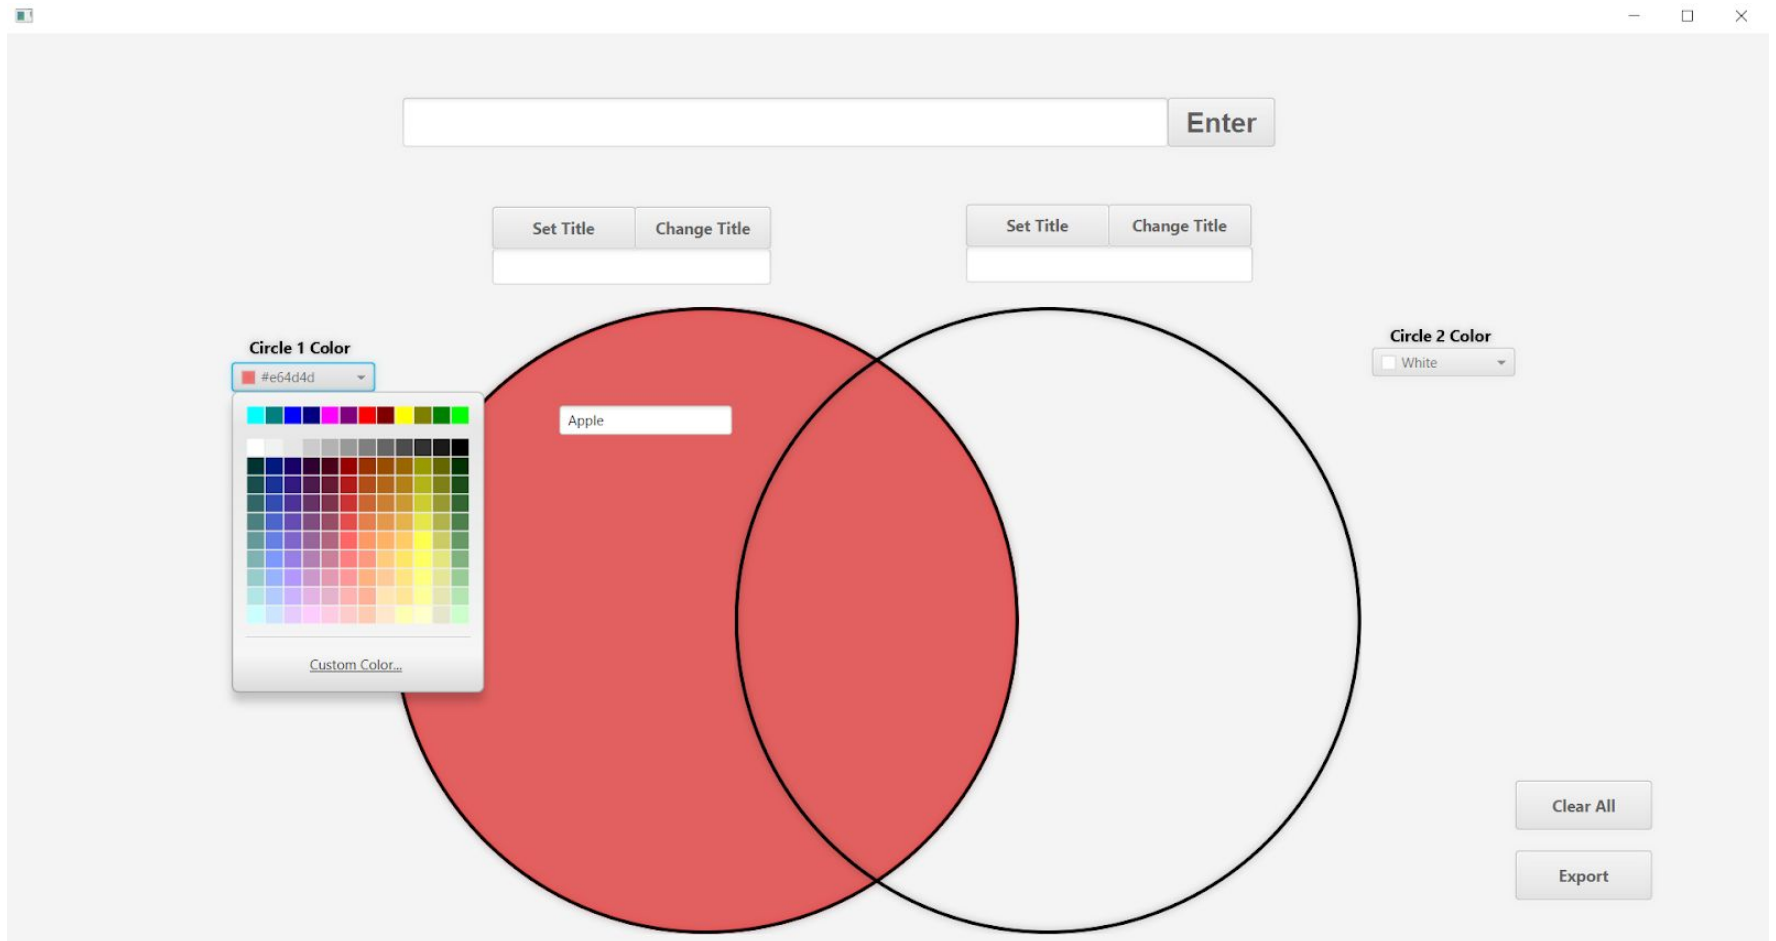 Enter
Set Title
Change Title
Set Title
Change Title
Circle 1 Color
#e64d4d
Circle 2 Color
White
Apple
Custom Color...
Clear All
Export